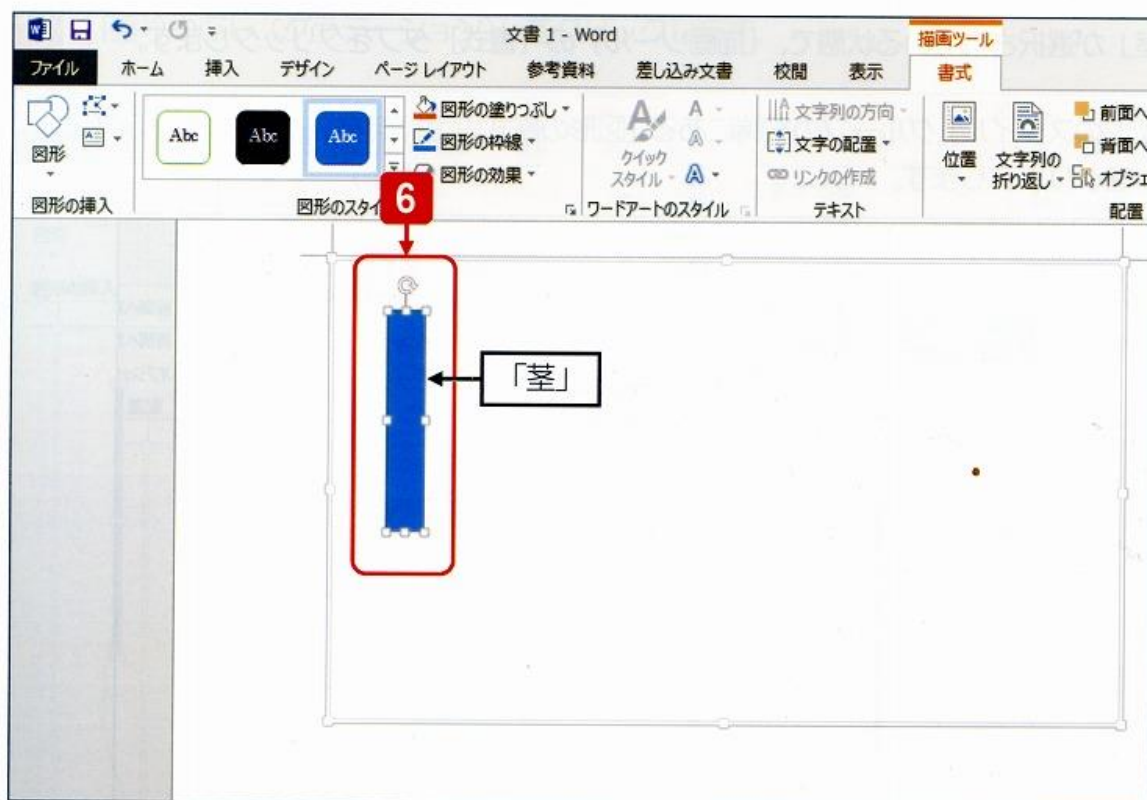 文書 1 - Word
描画ツール
ファイル ホーム 挿入 デザイン ページ レイアウト 参考資料 差し込み文書 校閲 表示 書式
図形
Abc Abc Abc
図形の塗りつぶし
図形の枠線
図形の効果
クイック
スタイル
文字列の方向
文字の配置
リンクの作成
位置
文字列の
折り返し
前面へ
背面へ
オブジェ
図形の挿入 図形のスタイ ワードアートのスタイル テキスト 配置
6
「茎」